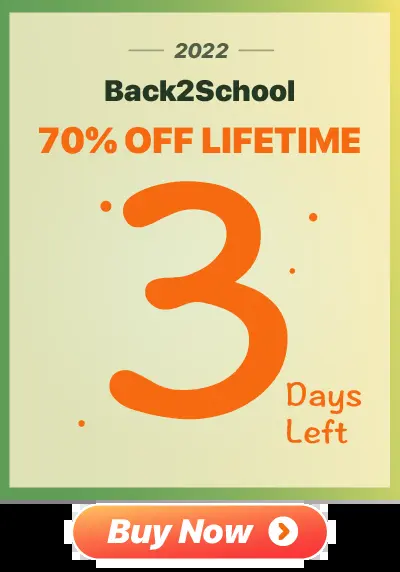 2022
Back2School
70% OFF LIFETIME
3
Days
Left
Buy Now